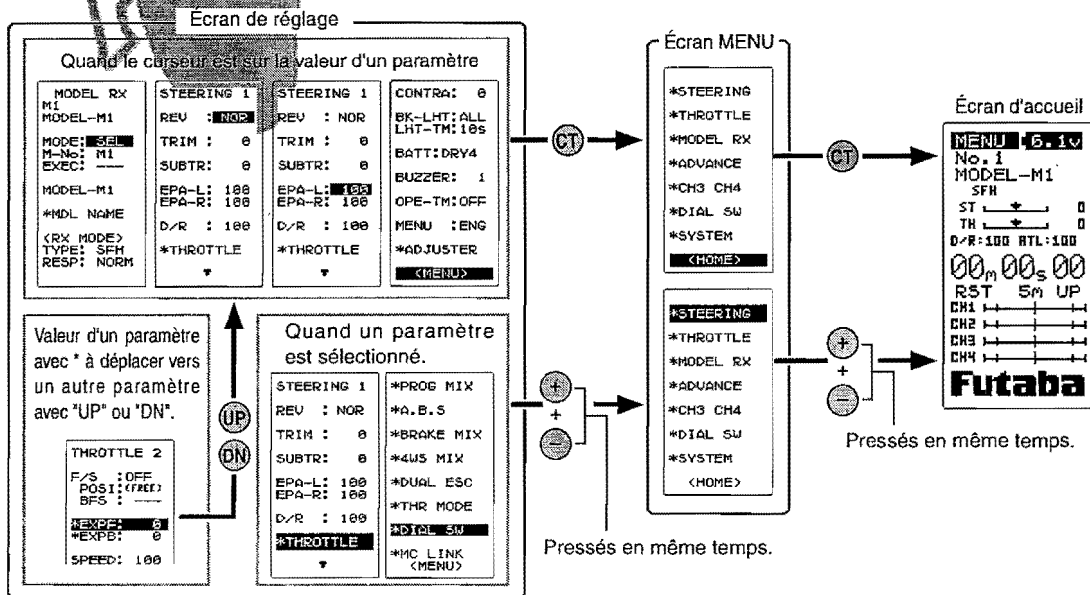 Écran de réglage
Quand le curseur est sur la valeur d'un paramètre
MODEL RX
M1
MODEL-M1
MODE: SEL
M-No: M1
EXEC: ---
MODEL-M1
*MDL NAME
<RX MODE>
TYPE: SFH
RESP: NORM
STEERING 1
REV : NOR
TRIM : 0
SUBTR: 0
EPA-L: 100
EPA-R: 100
D/R : 100
*THROTTLE
▼
STEERING 1
REV : NOR
TRIM : 0
SUBTR: 0
EPA-L: 100
EPA-R: 100
D/R : 100
*THROTTLE
▼
CONTRA: 0
BK-LHT:ALL
LHT-TM:10s
BATT:DRY4
BUZZER: 1
OPE-TM:OFF
MENU :ENG
*ADJUSTER
<MENU>
Valeur d'un paramètre
avec * à déplacer vers
un autre paramètre
avec "UP" ou "DN".
THROTTLE 2
F/S :OFF
POSI:(FREE)
BFS : ---
*EXPF: 0
*EXPB: 0
SPEED: 100
UP
DN
Quand un paramètre
est sélectionné.
STEERING 1
REV : NOR
TRIM : 0
SUBTR: 0
EPA-L: 100
EPA-R: 100
D/R : 100
*THROTTLE
▼
*PROG MIX
*A.B.S
*BRAKE MIX
*4WS MIX
*DUAL ESC
*THR MODE
*DIAL SW
*MC LINK
<MENU>
CT
+
+
−
Pressés en même temps.
Écran MENU
*STEERING
*THROTTLE
*MODEL RX
*ADVANCE
*CH3 CH4
*DIAL SW
*SYSTEM
<HOME>
*STEERING
*THROTTLE
*MODEL RX
*ADVANCE
*CH3 CH4
*DIAL SW
*SYSTEM
<HOME>
CT
+
+
−
Pressés en même temps.
Écran d'accueil
MENU 6.1v
No.1
MODEL-M1
SFH
ST 0
TH 0
D/R:100 ATL:100
00m00s00
RST 5m UP
CH1
CH2
CH3
CH4
Futaba